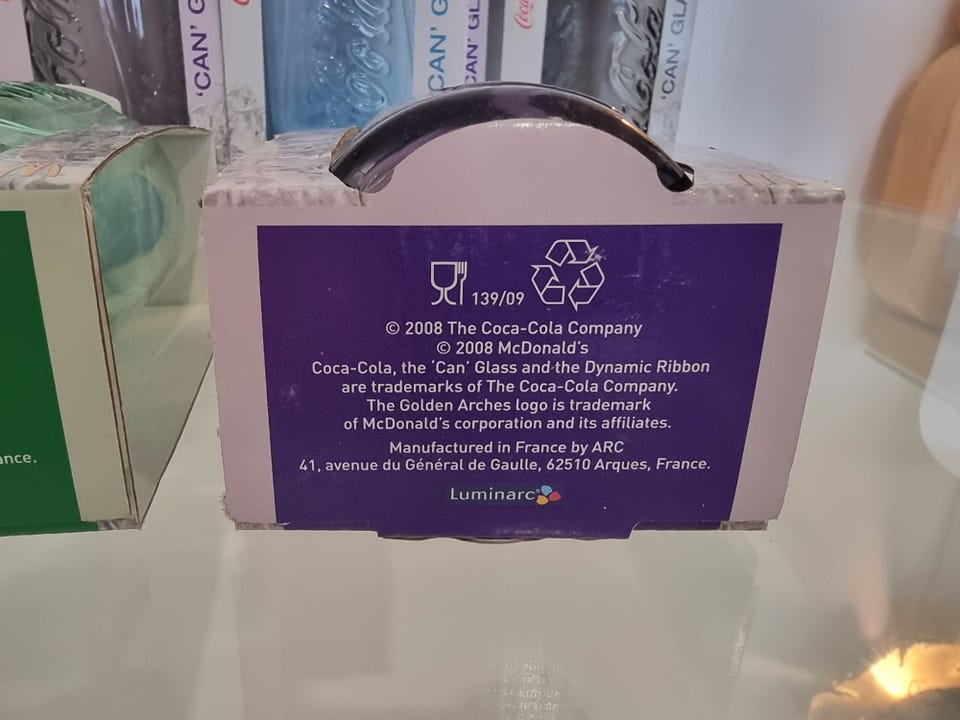 'CAN' G
'CAN' G
CAN' GL
Coca
'CAN' GLA
139/09
© 2008 The Coca-Cola Company
© 2008 McDonald's
Coca-Cola, the 'Can' Glass and the Dynamic Ribbon
are trademarks of The Coca-Cola Company.
The Golden Arches logo is trademark
of McDonald's corporation and its affiliates.
Manufactured in France by ARC
41, avenue du Général de Gaulle, 62510 Arques, France.
Luminarc
ance.